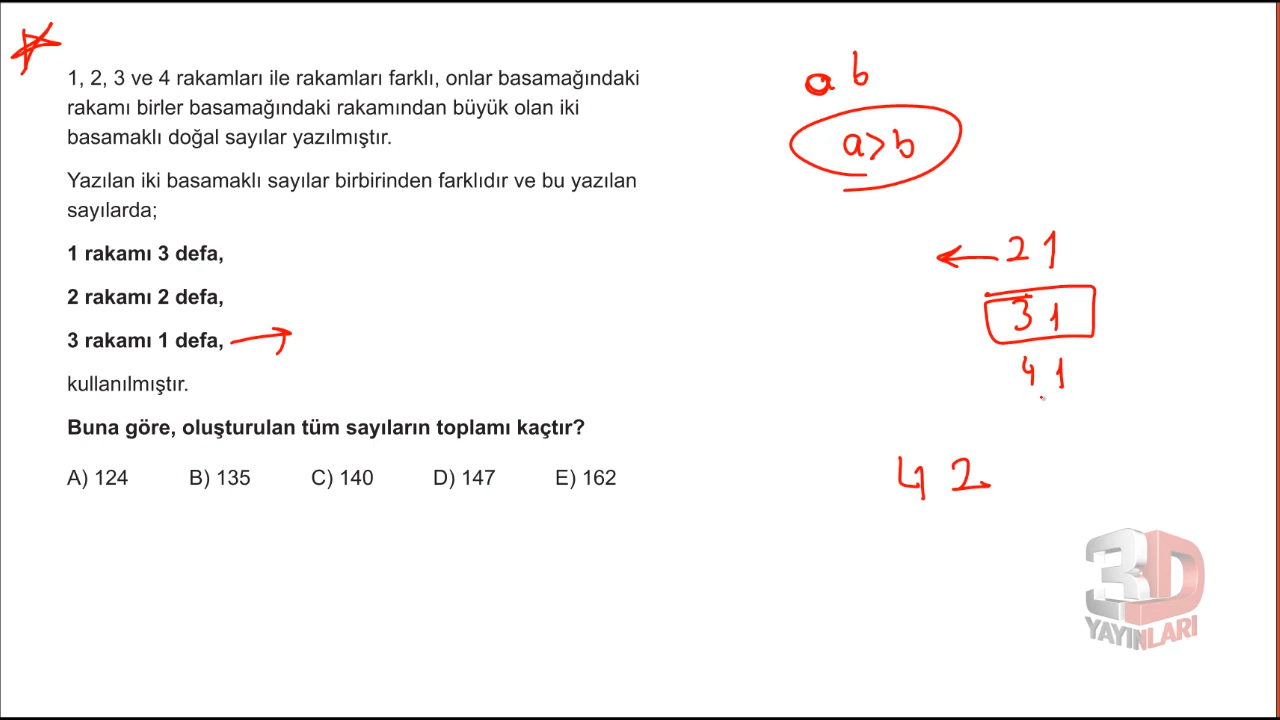 1, 2, 3 ve 4 rakamları ile rakamları farklı, onlar basamağındaki
rakamı birler basamağındaki rakamından büyük olan iki
basamaklı doğal sayılar yazılmıştır.
Yazılan iki basamaklı sayılar birbirinden farklıdır ve bu yazılan
sayılarda;
1 rakamı 3 defa,
2 rakamı 2 defa,
3 rakamı 1 defa,
kullanılmıştır.
Buna göre, oluşturulan tüm sayıların toplamı kaçtır?
A) 124 B) 135 C) 140 D) 147 E) 162
a b
a>b
2 1
3 1
4 1
4 2
3D
YAYINLARI